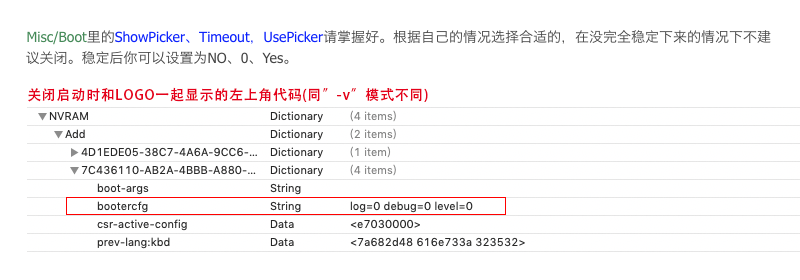 Misc/Boot里的ShowPicker、Timeout，UsePicker请掌握好。根据自己的情况选择合适的，在没完全稳定下来的情况下不建
议关闭。稳定后你可以设置为NO、0、Yes。
关闭启动时和LOGO一起显示的左上角代码(同”-v”模式不同)
▼NVRAM Dictionary (4 items)
▼Add Dictionary (2 items)
▶4D1EDE05-38C7-4A6A-9CC6-... Dictionary (1 item)
▼7C436110-AB2A-4BBB-A880-... Dictionary (4 items)
boot-args String
bootercfg String log=0 debug=0 level=0
csr-active-config Data <e7030000>
prev-lang:kbd Data <7a682d48 616e733a 323532>